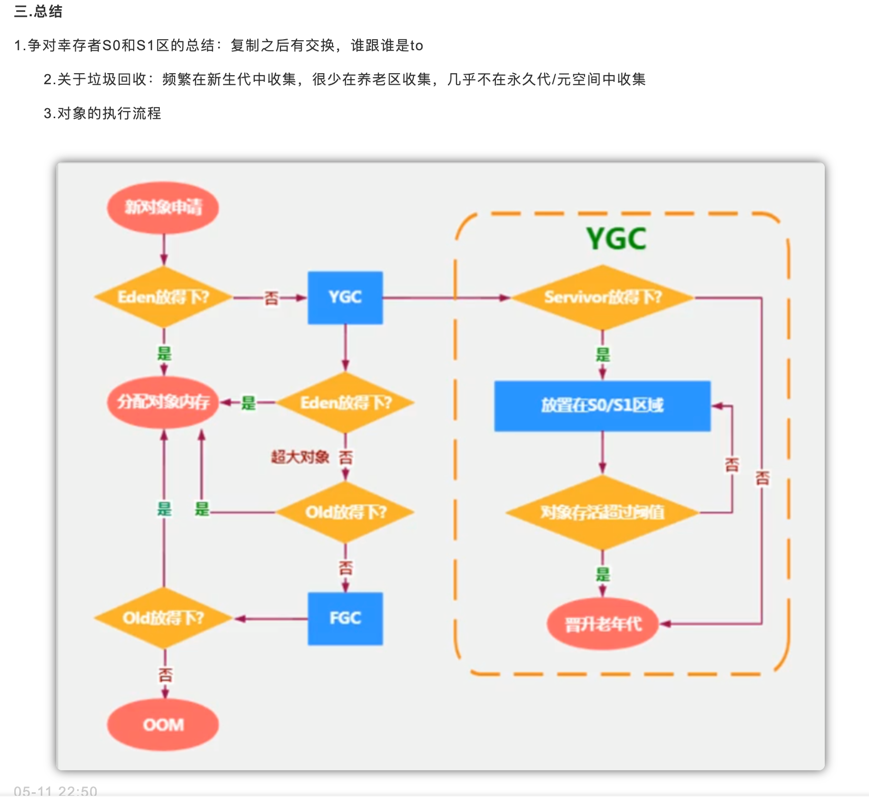 三.总结
1.争对幸存者S0和S1区的总结：复制之后有交换，谁跟谁是to
2.关于垃圾回收：频繁在新生代中收集，很少在养老区收集，几乎不在永久代/元空间中收集
3.对象的执行流程
新对象申请
YGC
Eden放得下?
否
YGC
Servivor放得下?
是
是
分配对象内存
是
Eden放得下?
放置在S0/S1区域
超大对象 否
否
否
是
是
Old放得下?
对象存活超过阈值
否
是
Old放得下?
FGC
晋升老年代
否
OOM
05-11 22:50